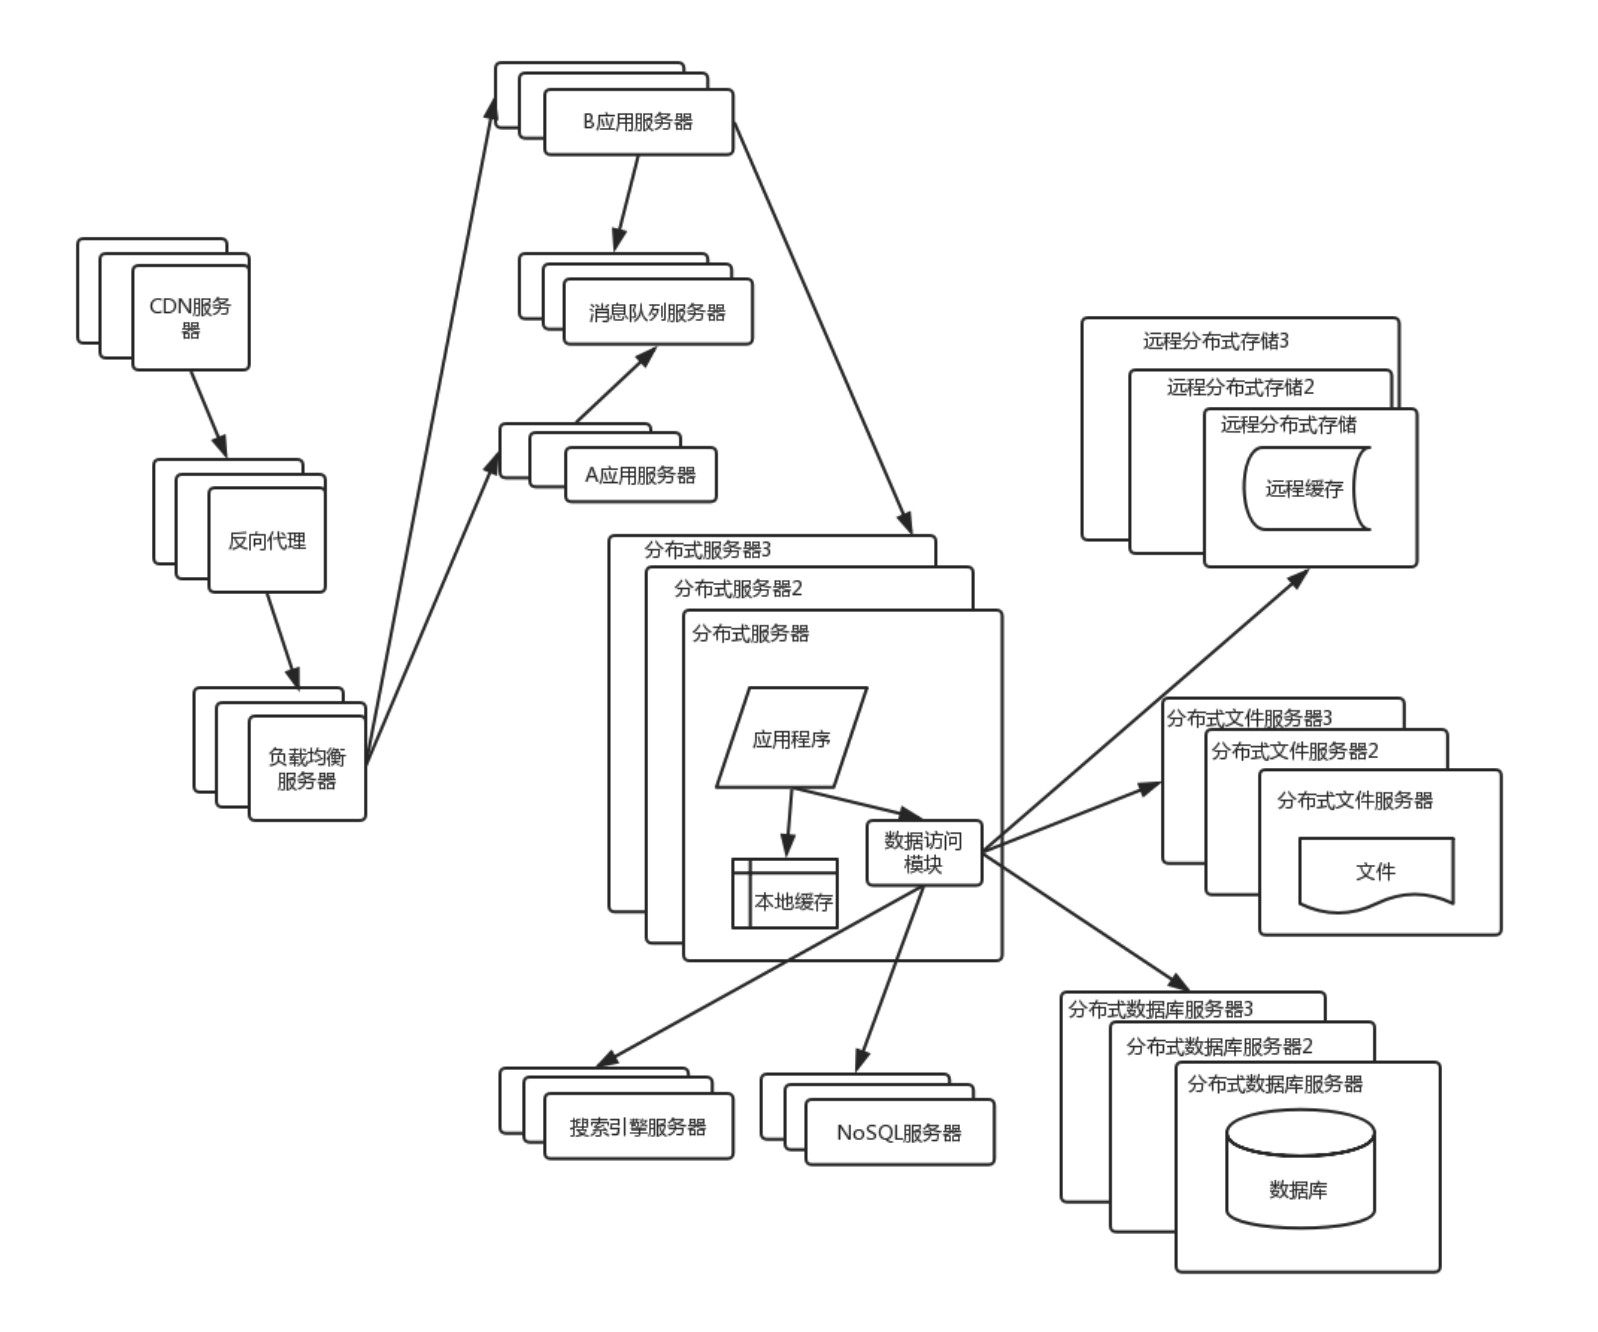 B应用服务器
消息队列服务器
CDN服务
器
反向代理
负载均衡
服务器
A应用服务器
分布式服务器3
分布式服务器2
分布式服务器
应用程序
数据访问
模块
本地缓存
远程分布式存储3
远程分布式存储2
远程分布式存储
远程缓存
分布式文件服务器3
分布式文件服务器2
分布式文件服务器
文件
分布式数据库服务器3
分布式数据库服务器2
分布式数据库服务器
数据库
搜索引擎服务器
NoSQL服务器